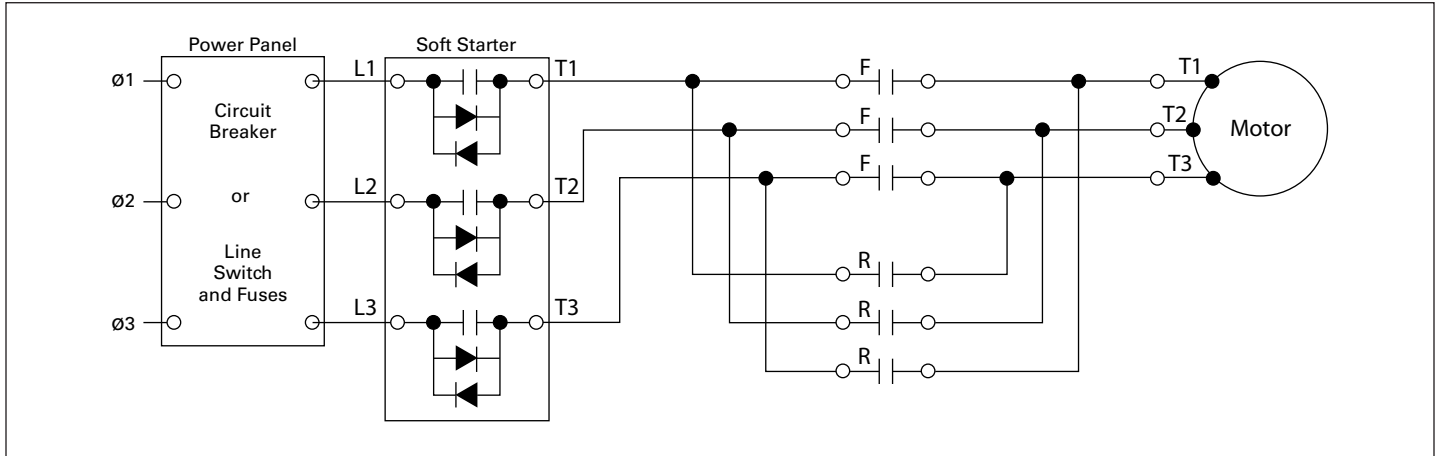 Power Panel
Soft Starter
ø1
L1
T1
F
T1
Circuit
Breaker
F
T2
Motor
F
T3
ø2
or
L2
T2
Line
Switch
and Fuses
R
ø3
L3
T3
R
R